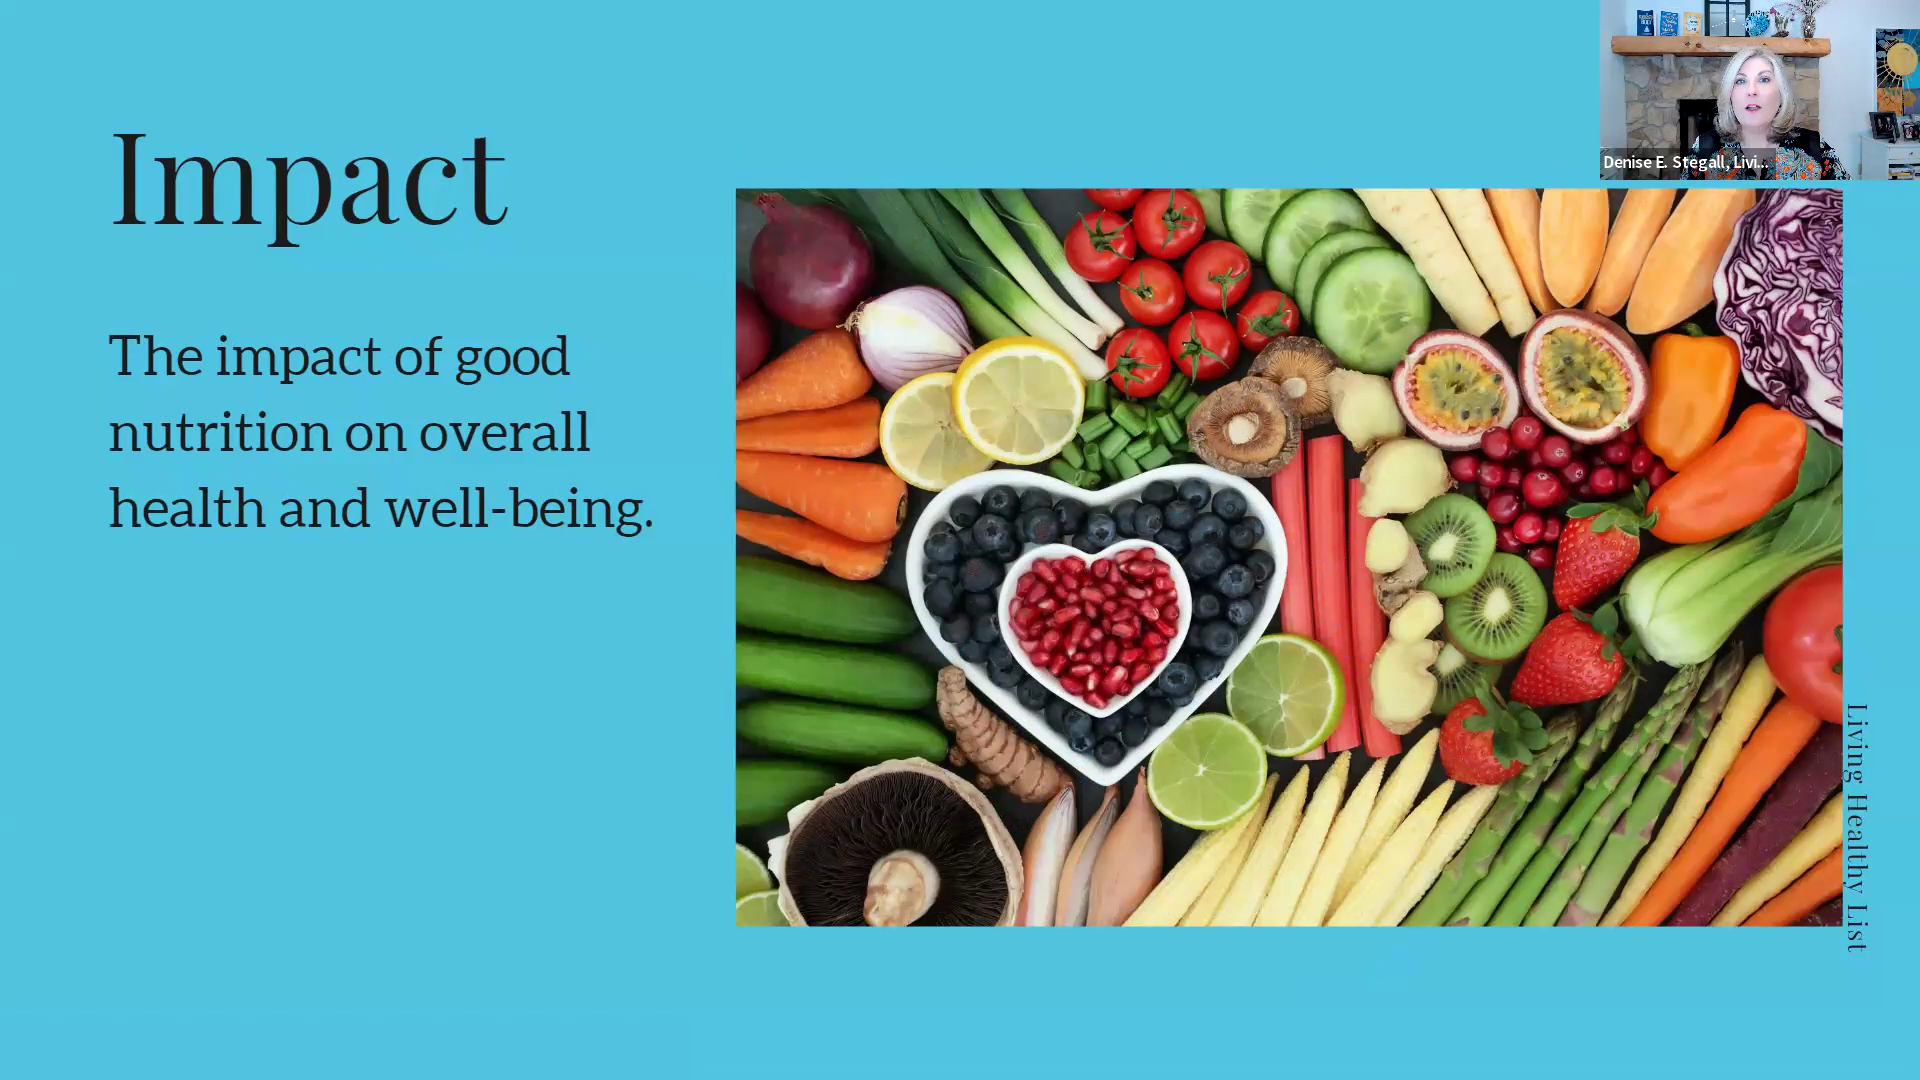 Impact
The impact of good
nutrition on overall
health and well-being.
Denise E. Stegall, Livi...
Living Healthy List